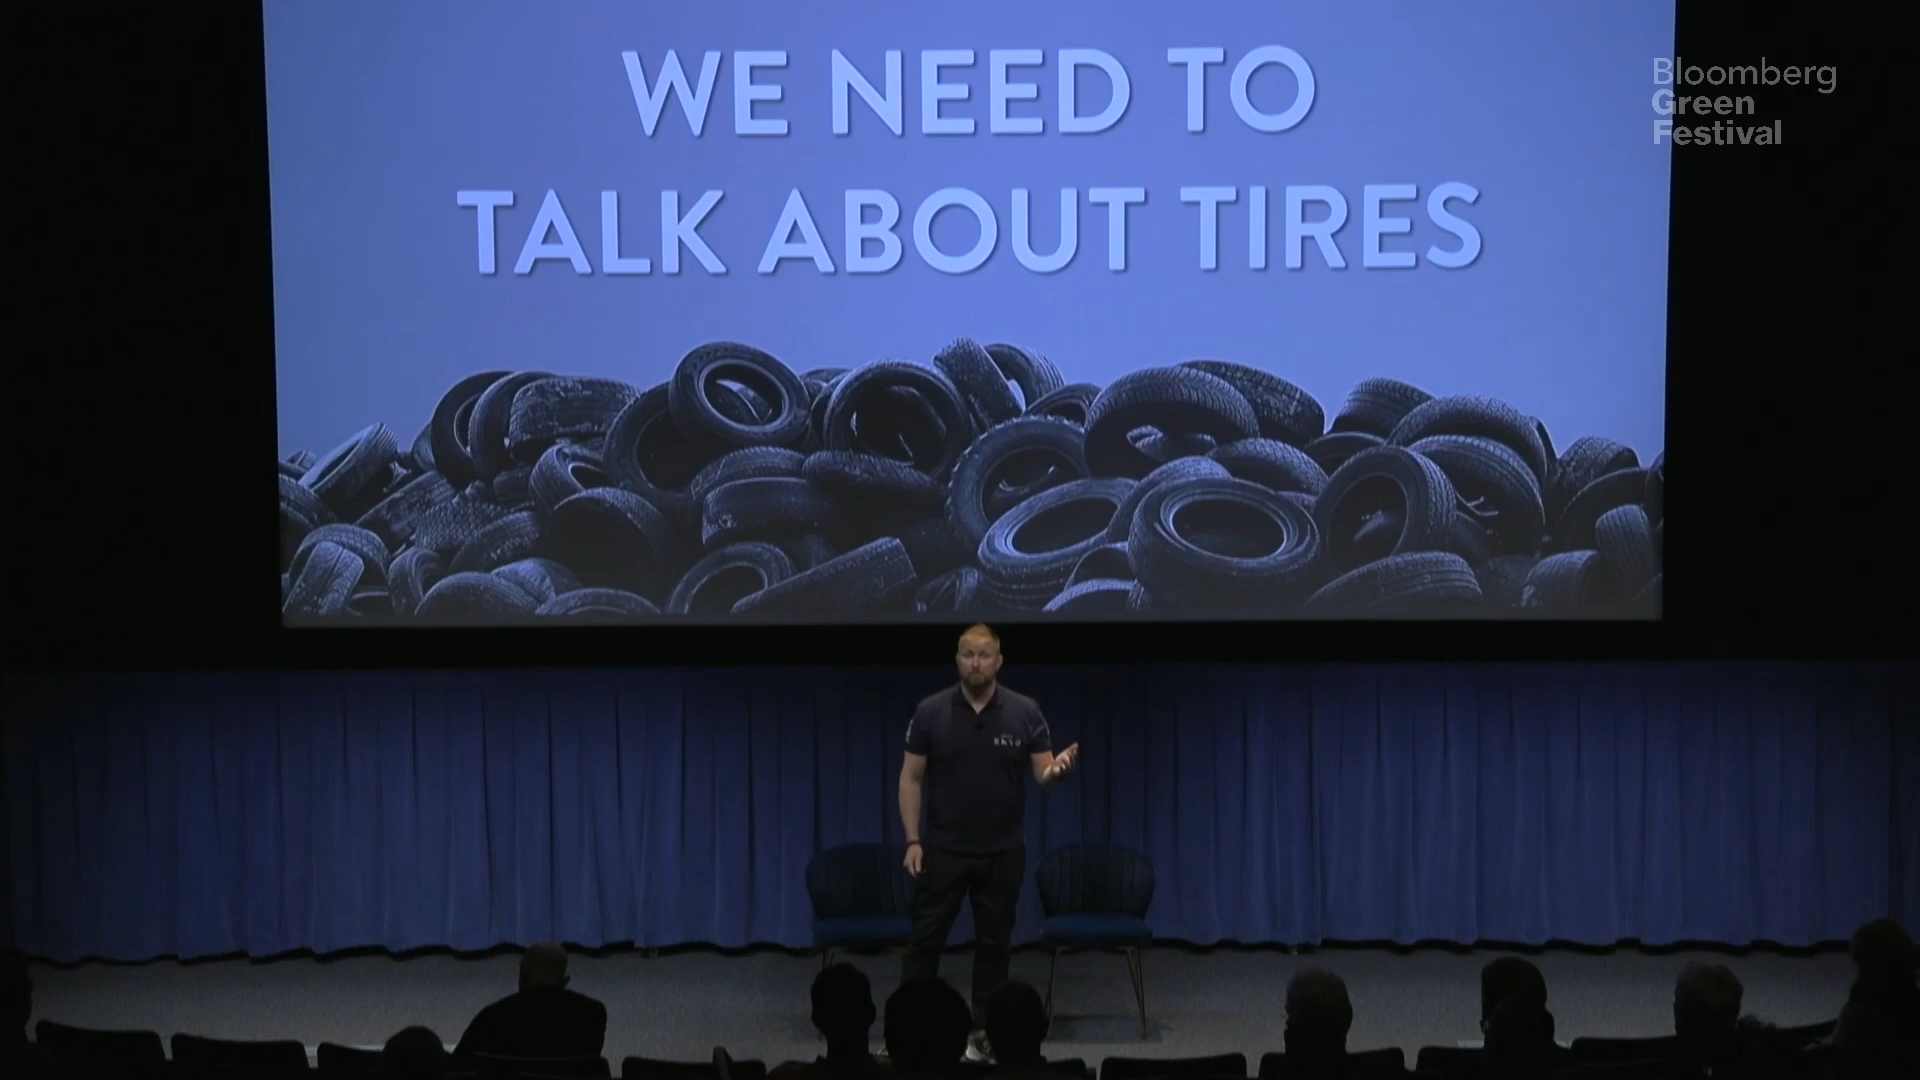 WE NEED TO
TALK ABOUT TIRES
Bloomberg
Green
Festival